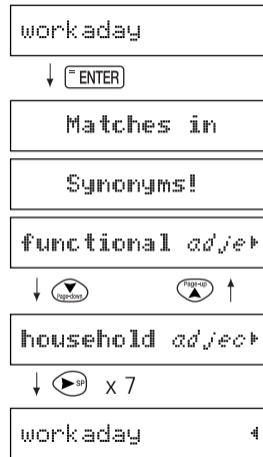 workaday
= ENTER
Matches in
Synonyms!
functional adje
Page-down Page-up
household adjec
SP x 7
workaday